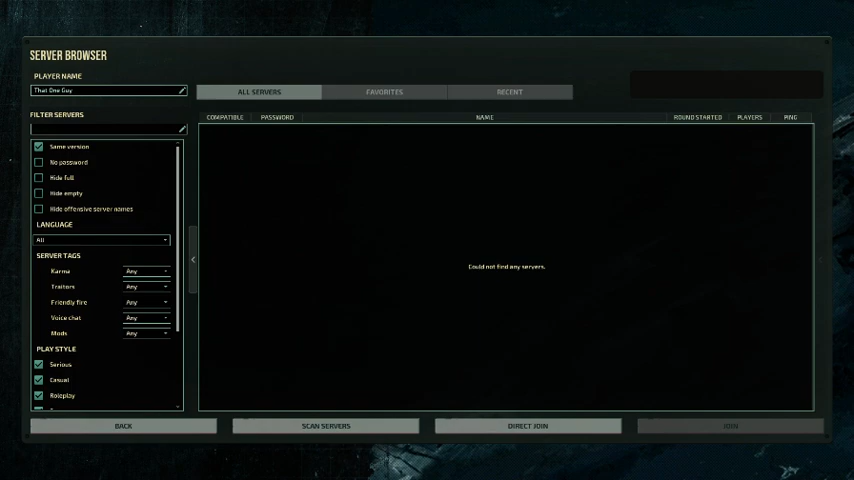 SERVER BROWSER
PLAYER NAME
That One Guy
ALL SERVERS
FAVORITES
RECENT
FILTER SERVERS
COMPATIBLE
PASSWORD
NAME
ROUND STARTED
PLAYERS
PING
Same version
No password
Hide full
Hide empty
Hide offensive server names
LANGUAGE
All
SERVER TAGS
Karma Any
Traitors Any
Friendly fire Any
Voice chat Any
Mods Any
PLAY STYLE
Serious
Casual
Roleplay
Could not find any servers.
BACK
SCAN SERVERS
DIRECT JOIN
JOIN